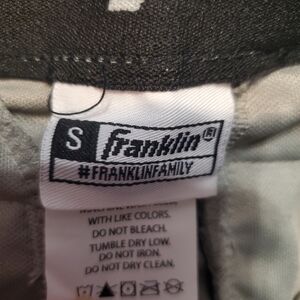 S franklin®
#FRANKLINFAMILY
WITH LIKE COLORS.
DO NOT BLEACH.
TUMBLE DRY LOW.
DO NOT IRON.
DO NOT DRY CLEAN.